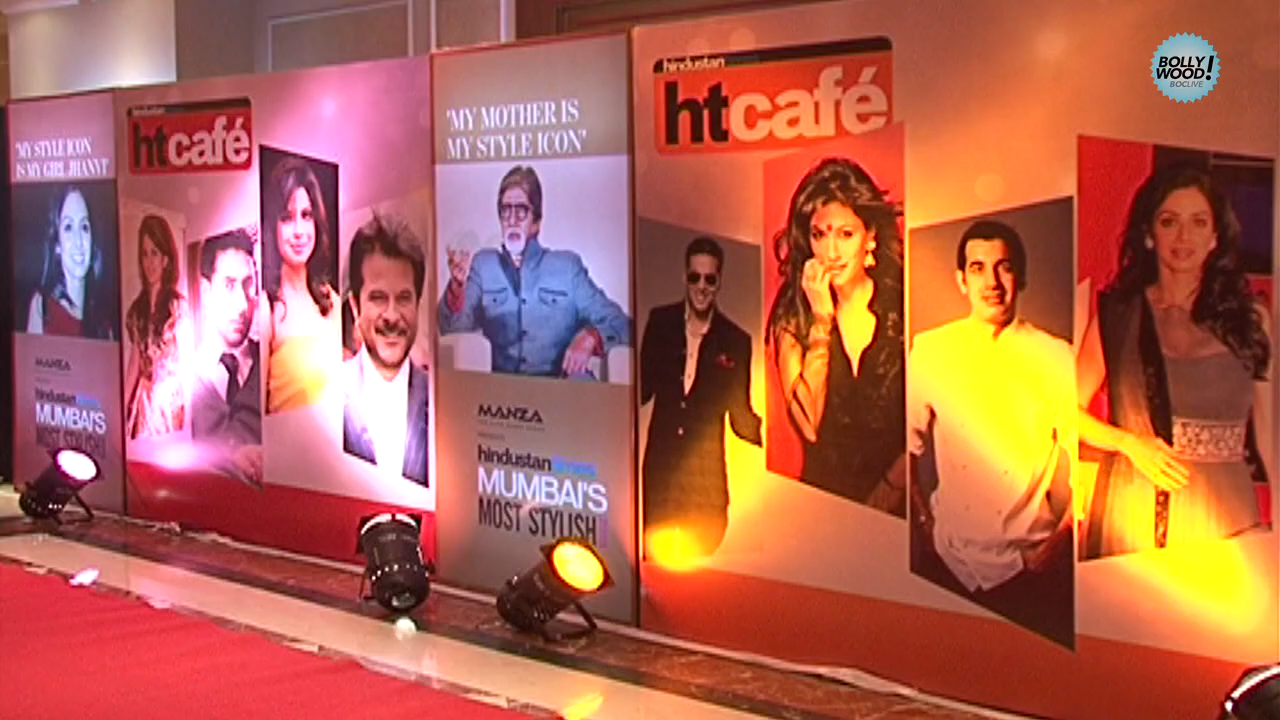 'MY STYLE ICON
IS MY GIRL JHANVI'
MANZA
hindustantimes
MUMBAI'S
MOST STYLISH
hindustan
htcafé
'MY MOTHER IS
MY STYLE ICON'
MANZA
PRESENTS
hindustantimes
MUMBAI'S
MOST STYLISH
hindustan
htcafé
BOLLY
WOOD!
BOCLIVE